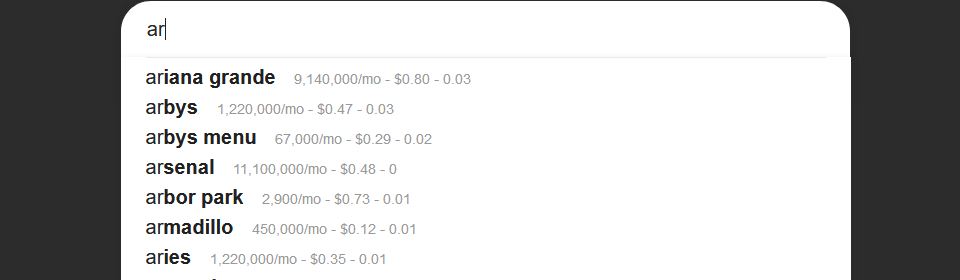 ar
ariana grande 9,140,000/mo - $0.80 - 0.03
arbys 1,220,000/mo - $0.47 - 0.03
arbys menu 67,000/mo - $0.29 - 0.02
arsenal 11,100,000/mo - $0.48 - 0
arbor park 2,900/mo - $0.73 - 0.01
armadillo 450,000/mo - $0.12 - 0.01
aries 1,220,000/mo - $0.35 - 0.01